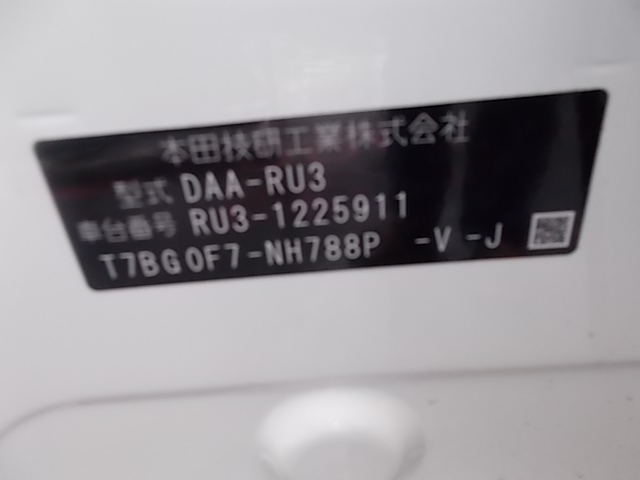 本田技研工業株式会社
型式 DAA-RU3
車台番号 RU3-1225911
T7BG0F7-NH788P -V -J